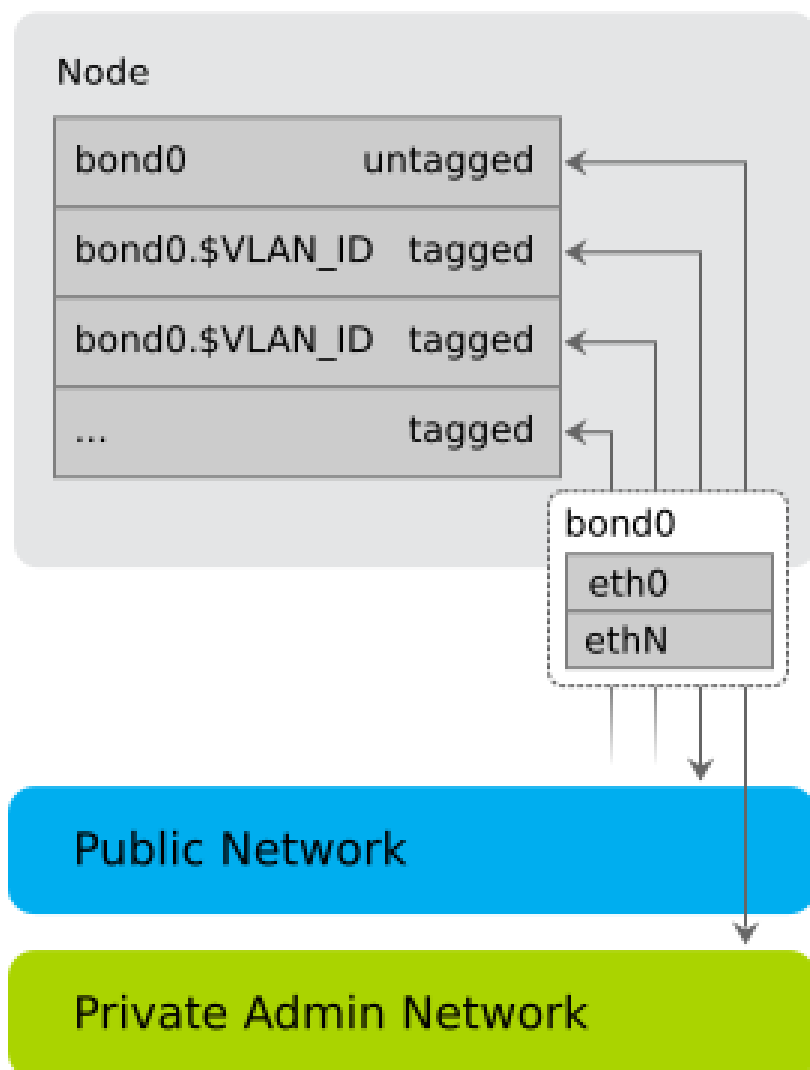 Node
bond0 untagged
bond0.$VLAN_ID tagged
bond0.$VLAN_ID tagged
... tagged
bond0
eth0
ethN
Public Network
Private Admin Network